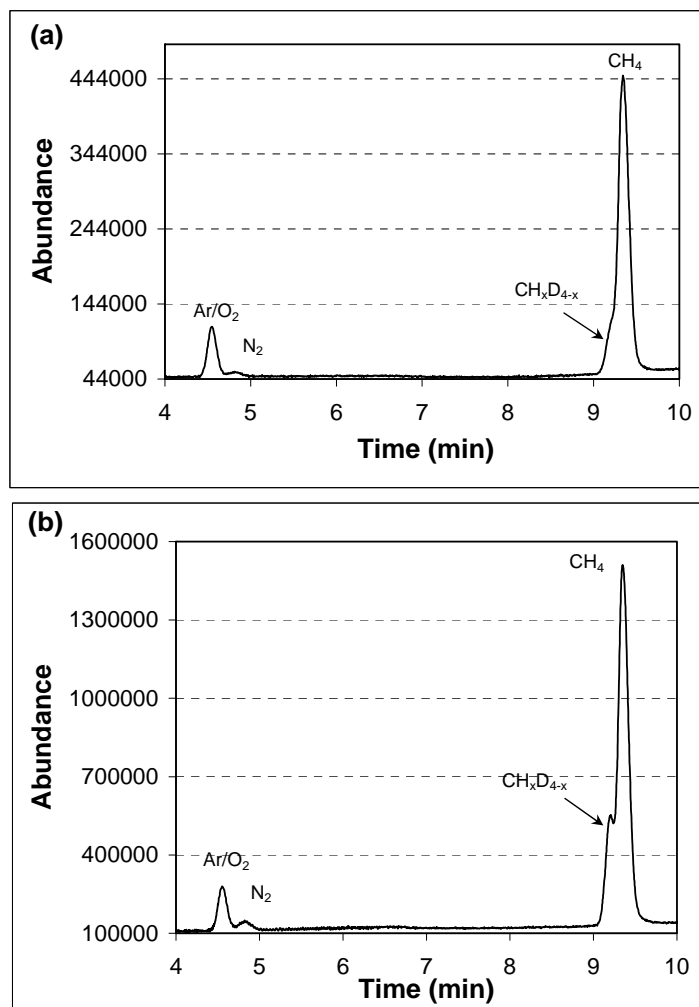 (a)
Abundance
444000
344000
244000
144000
44000
CH₄
CHₓD₄₋ₓ
Ar/O₂
N₂
4 5 6 7 8 9 10
Time (min)
(b)
Abundance
1600000
1300000
1000000
700000
400000
100000
CH₄
CHₓD₄₋ₓ
Ar/O₂
N₂
4 5 6 7 8 9 10
Time (min)